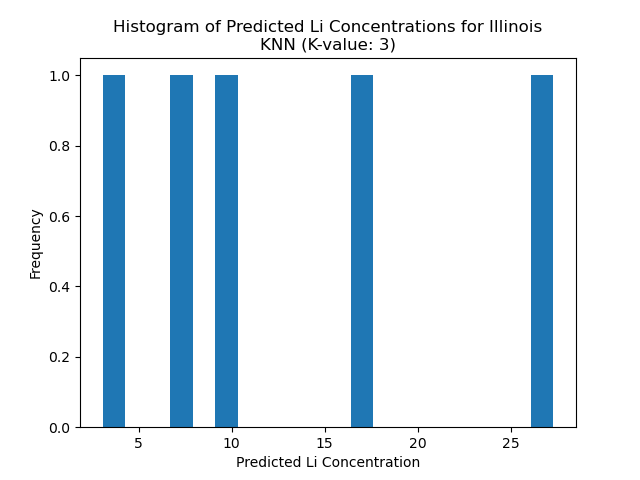 Histogram of Predicted Li Concentrations for Illinois
KNN (K-value: 3)
1.0
0.8
0.6
0.4
0.2
0.0
Frequency
5 10 15 20 25
Predicted Li Concentration